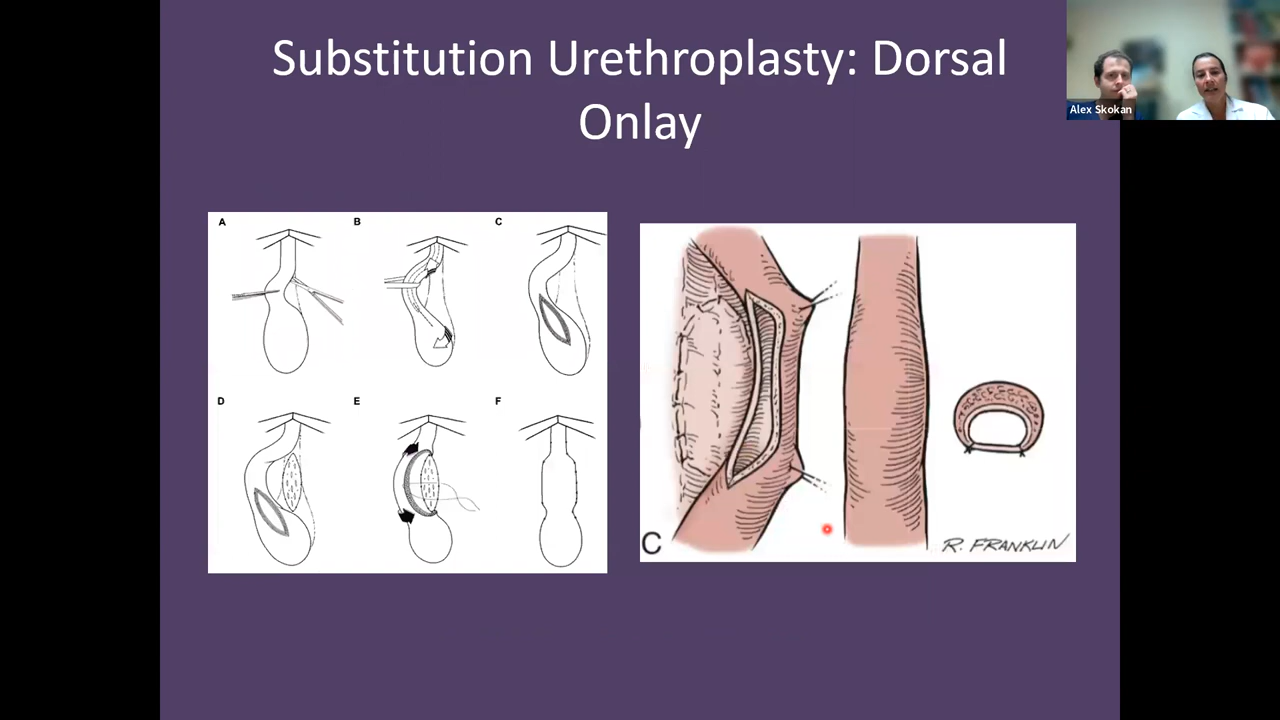 Substitution Urethroplasty: Dorsal
Onlay
Alex Skokan
A
B
C
D
E
F
C
R. FRANKLIN